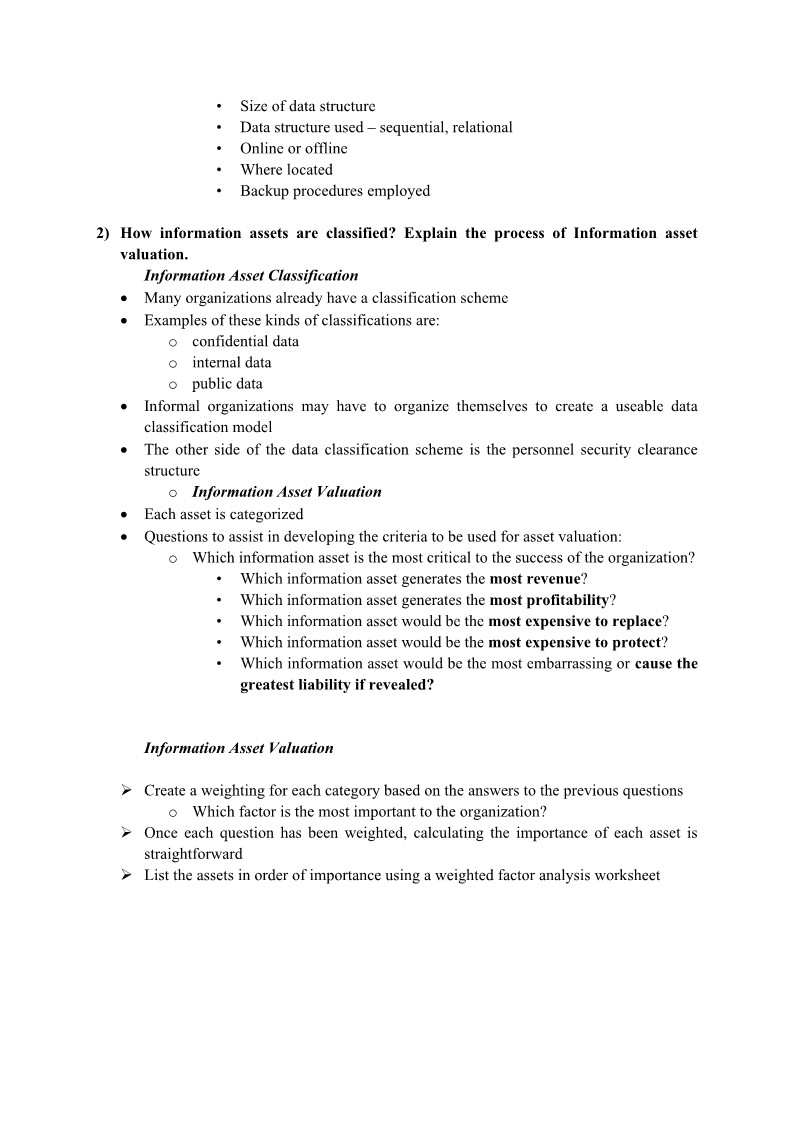 • Size of data structure
• Data structure used – sequential, relational
• Online or offline
• Where located
• Backup procedures employed
2) How information assets are classified? Explain the process of Information asset
valuation.
Information Asset Classification
• Many organizations already have a classification scheme
• Examples of these kinds of classifications are:
o confidential data
o internal data
o public data
• Informal organizations may have to organize themselves to create a useable data
classification model
• The other side of the data classification scheme is the personnel security clearance
structure
o Information Asset Valuation
• Each asset is categorized
• Questions to assist in developing the criteria to be used for asset valuation:
o Which information asset is the most critical to the success of the organization?
• Which information asset generates the most revenue?
• Which information asset generates the most profitability?
• Which information asset would be the most expensive to replace?
• Which information asset would be the most expensive to protect?
• Which information asset would be the most embarrassing or cause the
greatest liability if revealed?
Information Asset Valuation
➢ Create a weighting for each category based on the answers to the previous questions
o Which factor is the most important to the organization?
➢ Once each question has been weighted, calculating the importance of each asset is
straightforward
➢ List the assets in order of importance using a weighted factor analysis worksheet